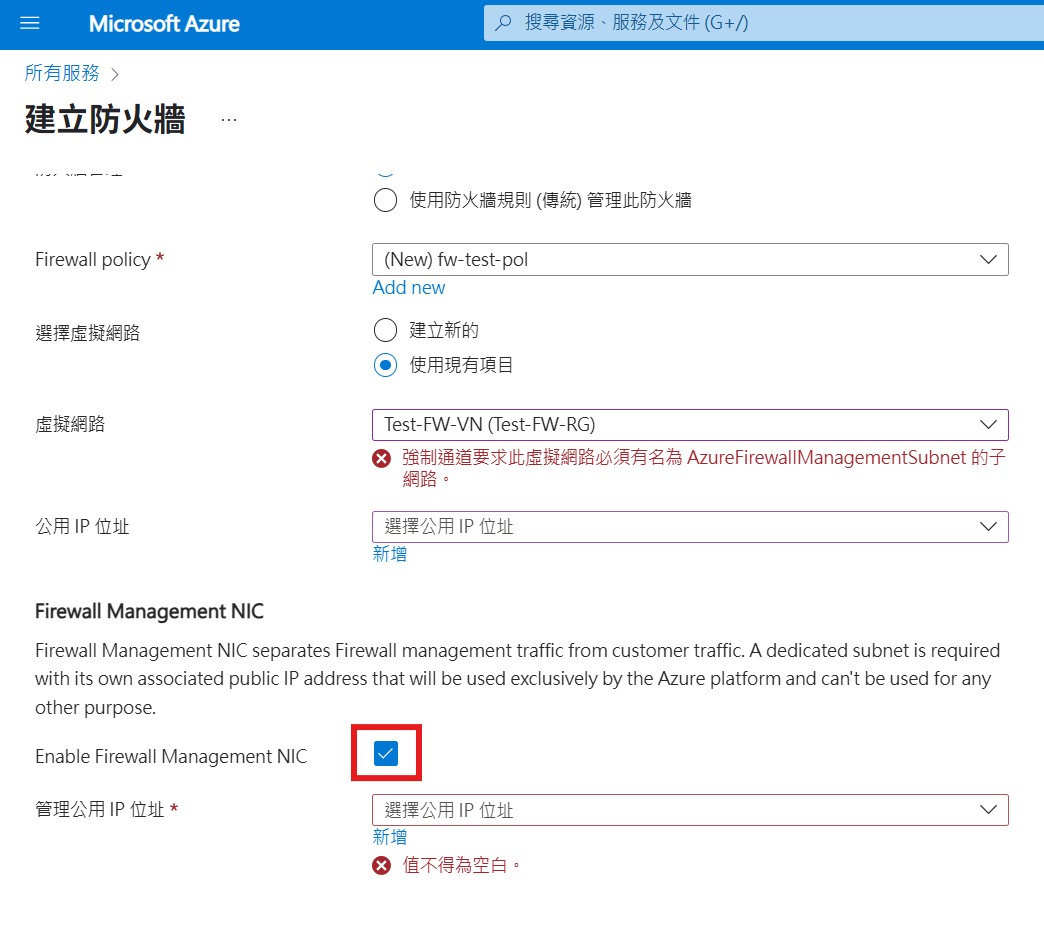 Microsoft Azure
搜尋資源、服務及文件 (G+/)
所有服務 >
建立防火牆 ...
使用防火牆規則 (傳統) 管理此防火牆
Firewall policy *
(New) fw-test-pol
Add new
選擇虛擬網路
建立新的
使用現有項目
虛擬網路
Test-FW-VN (Test-FW-RG)
強制通道要求此虛擬網路必須有名為 AzureFirewallManagementSubnet 的子
網路。
公用 IP 位址
選擇公用 IP 位址
新增
Firewall Management NIC
Firewall Management NIC separates Firewall management traffic from customer traffic. A dedicated subnet is required
with its own associated public IP address that will be used exclusively by the Azure platform and can't be used for any
other purpose.
Enable Firewall Management NIC
管理公用 IP 位址 *
選擇公用 IP 位址
新增
值不得為空白。